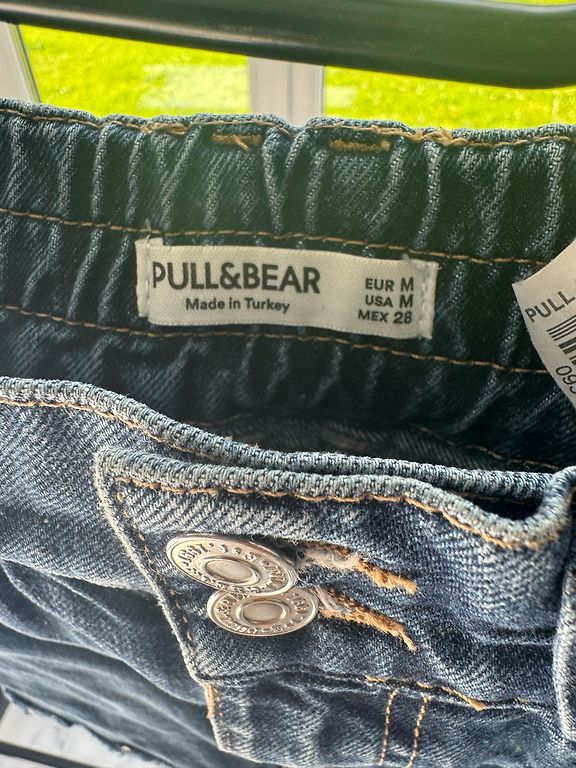 PULL&BEAR
Made in Turkey
EUR M
USA M
MEX 28
PULL